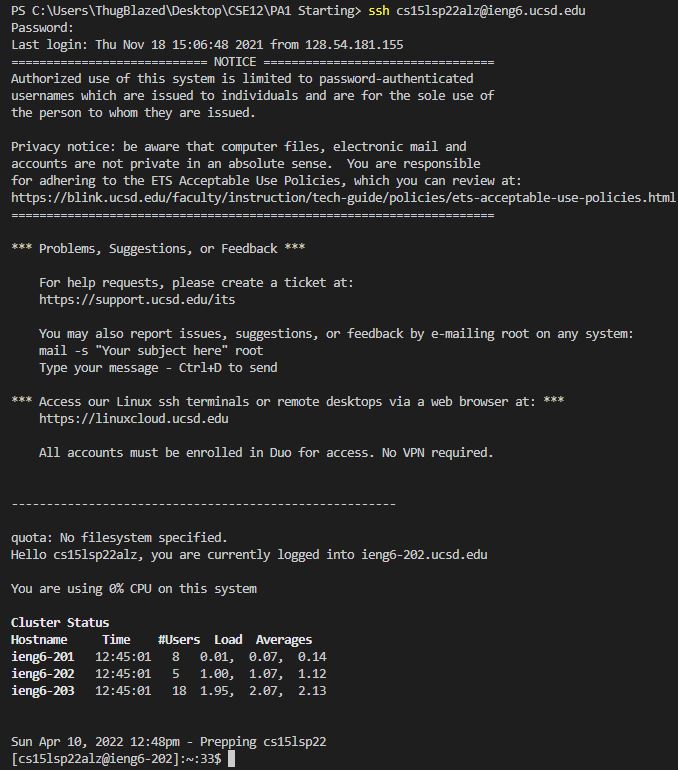 PS C:\Users\ThugBlazed\Desktop\CSE12\PA1 Starting> ssh cs15lsp22alz@ieng6.ucsd.edu
Password:
Last login: Thu Nov 18 15:06:48 2021 from 128.54.181.155
============================ NOTICE =================================
Authorized use of this system is limited to password-authenticated
usernames which are issued to individuals and are for the sole use of
the person to whom they are issued.

Privacy notice: be aware that computer files, electronic mail and
accounts are not private in an absolute sense.  You are responsible
for adhering to the ETS Acceptable Use Policies, which you can review at:
https://blink.ucsd.edu/faculty/instruction/tech-guide/policies/ets-acceptable-use-policies.html
=====================================================================

*** Problems, Suggestions, or Feedback ***

    For help requests, please create a ticket at:
    https://support.ucsd.edu/its

    You may also report issues, suggestions, or feedback by e-mailing root on any system:
    mail -s "Your subject here" root
    Type your message - Ctrl+D to send

*** Access our Linux ssh terminals or remote desktops via a web browser at: ***
    https://linuxcloud.ucsd.edu

    All accounts must be enrolled in Duo for access. No VPN required.


-------------------------------------------------------

quota: No filesystem specified.
Hello cs15lsp22alz, you are currently logged into ieng6-202.ucsd.edu

You are using 0% CPU on this system

Cluster Status
Hostname     Time    #Users  Load  Averages
ieng6-201   12:45:01   8   0.01,  0.07,  0.14
ieng6-202   12:45:01   5   1.00,  1.07,  1.12
ieng6-203   12:45:01   18  1.95,  2.07,  2.13


Sun Apr 10, 2022 12:48pm - Prepping cs15lsp22
[cs15lsp22alz@ieng6-202]:~:33$